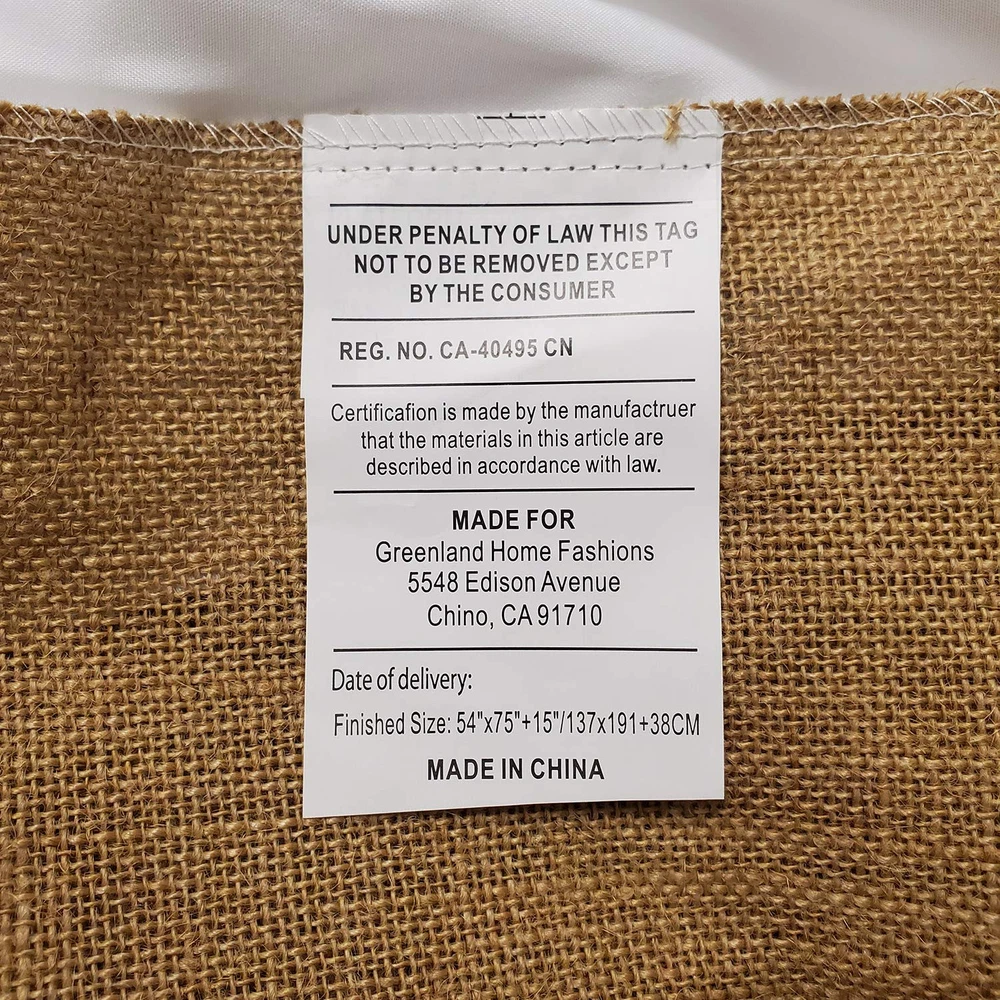 UNDER PENALTY OF LAW THIS TAG
NOT TO BE REMOVED EXCEPT
BY THE CONSUMER
REG. NO. CA-40495 CN
Certifcafion is made by the manufactruer
that the materials in this article are
described in accordance with law.
MADE FOR
Greenland Home Fashions
5548 Edison Avenue
Chino, CA 91710
Date of delivery:
Finished Size: 54"x75"+15"/137x191+38CM
MADE IN CHINA